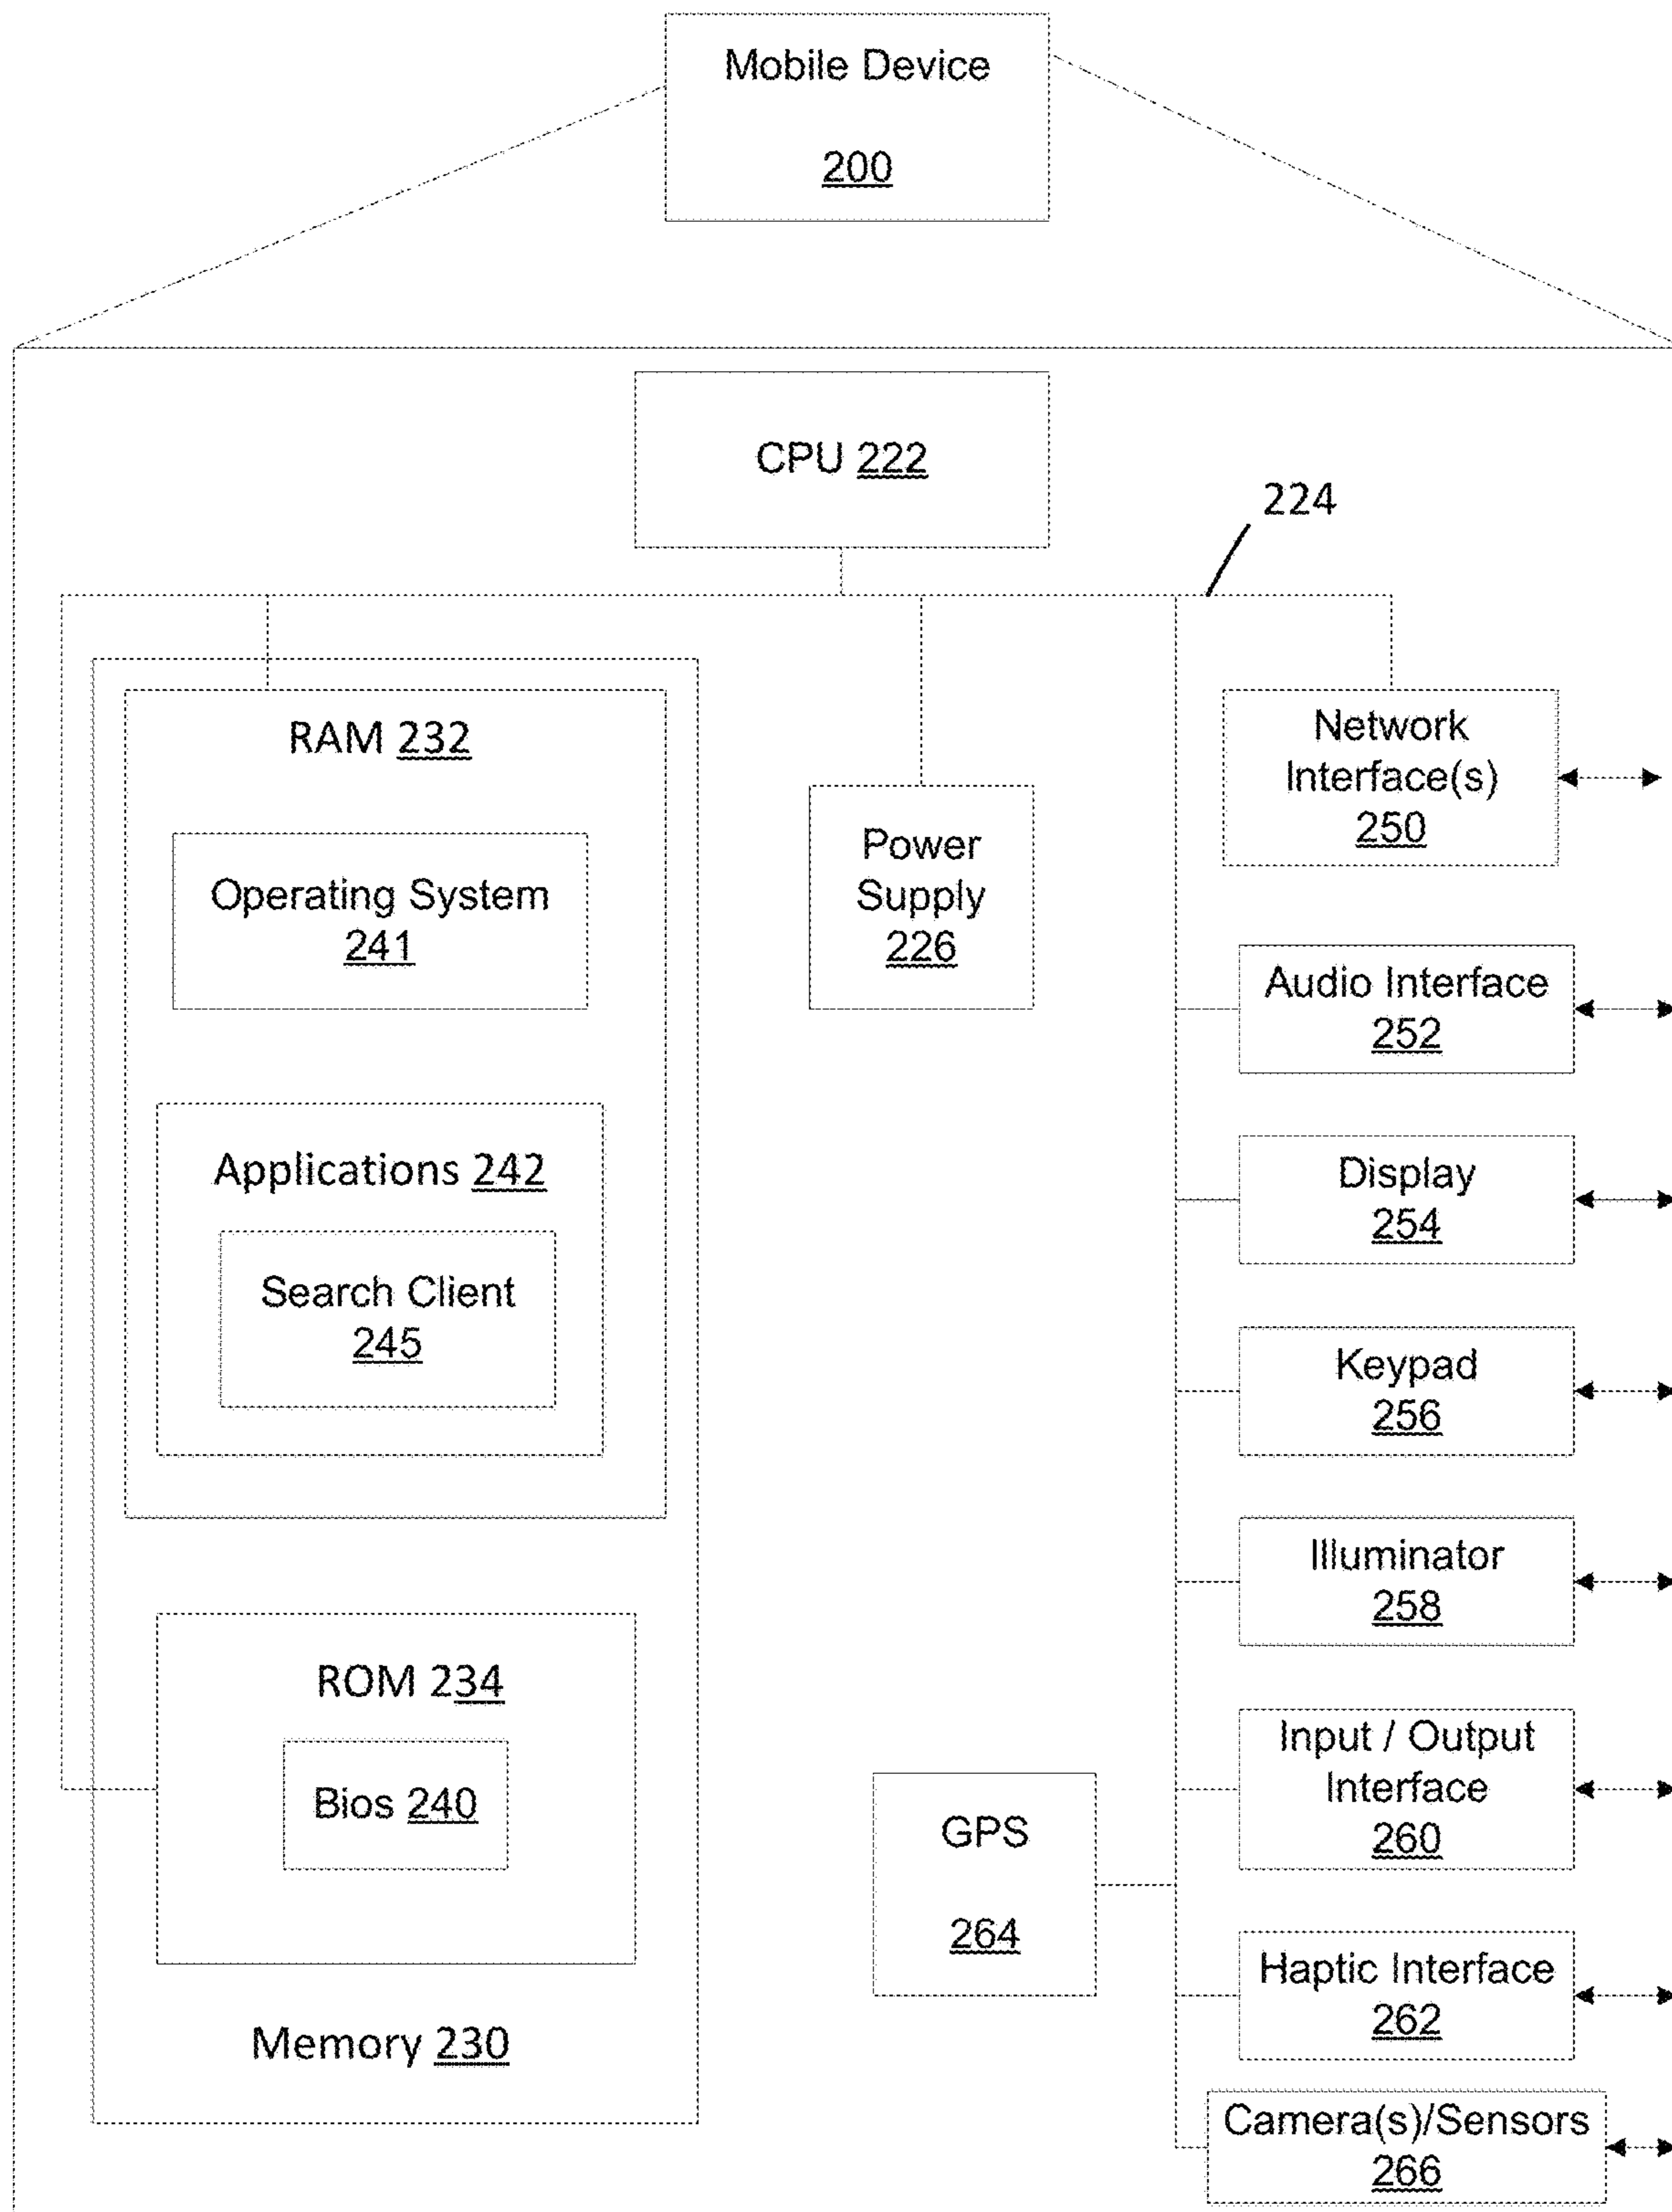 Mobile Device
200
CPU 222
224
RAM 232
Operating System
241
Applications 242
Search Client
245
ROM 234
Bios 240
Memory 230
Power
Supply
226
GPS
264
Network
Interface(s)
250
Audio Interface
252
Display
254
Keypad
256
Illuminator
258
Input / Output
Interface
260
Haptic Interface
262
Camera(s)/Sensors
266